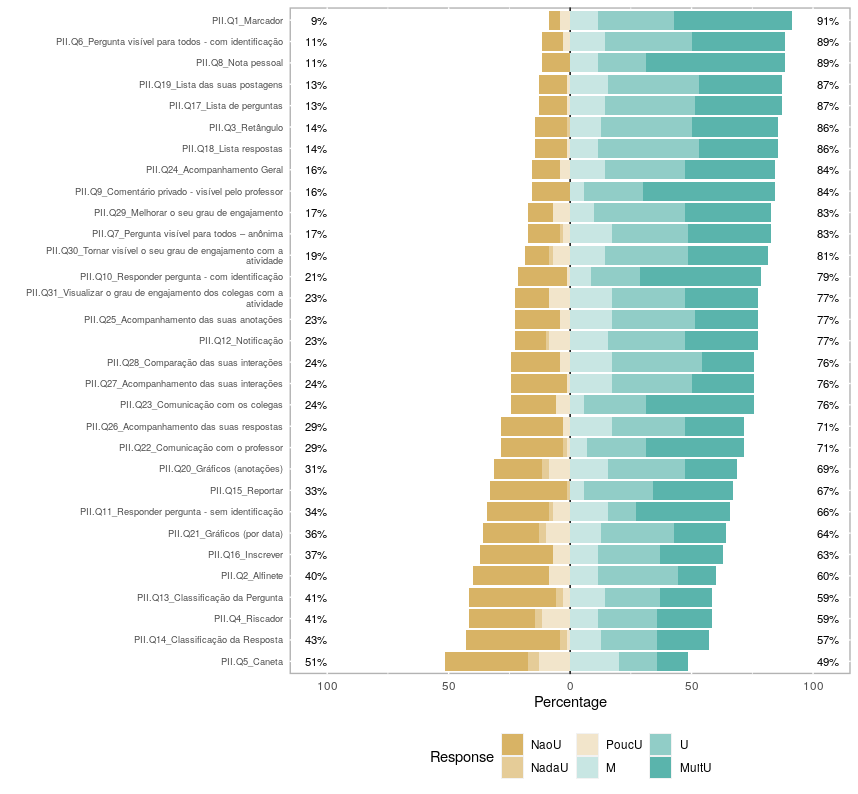 PII.Q1_Marcador 9% 91%
PII.Q6_Pergunta visível para todos - com identificação 11% 89%
PII.Q8_Nota pessoal 11% 89%
PII.Q19_Lista das suas postagens 13% 87%
PII.Q17_Lista de perguntas 13% 87%
PII.Q3_Retângulo 14% 86%
PII.Q18_Lista respostas 14% 86%
PII.Q24_Acompanhamento Geral 16% 84%
PII.Q9_Comentário privado - visível pelo professor 16% 84%
PII.Q29_Melhorar o seu grau de engajamento 17% 83%
PII.Q7_Pergunta visível para todos – anônima 17% 83%
PII.Q30_Tornar visível o seu grau de engajamento com a
atividade 19% 81%
PII.Q10_Responder pergunta - com identificação 21% 79%
PII.Q31_Visualizar o grau de engajamento dos colegas com a
atividade 23% 77%
PII.Q25_Acompanhamento das suas anotações 23% 77%
PII.Q12_Notificação 23% 77%
PII.Q28_Comparação das suas interações 24% 76%
PII.Q27_Acompanhamento das suas interações 24% 76%
PII.Q23_Comunicação com os colegas 24% 76%
PII.Q26_Acompanhamento das suas respostas 29% 71%
PII.Q22_Comunicação com o professor 29% 71%
PII.Q20_Gráficos (anotações) 31% 69%
PII.Q15_Reportar 33% 67%
PII.Q11_Responder pergunta - sem identificação 34% 66%
PII.Q21_Gráficos (por data) 36% 64%
PII.Q16_Inscrever 37% 63%
PII.Q2_Alfinete 40% 60%
PII.Q13_Classificação da Pergunta 41% 59%
PII.Q4_Riscador 41% 59%
PII.Q14_Classificação da Resposta 43% 57%
PII.Q5_Caneta 51% 49%
100 50 0 50 100
Percentage
Response
NaoU PoucU U
NadaU M MuitU